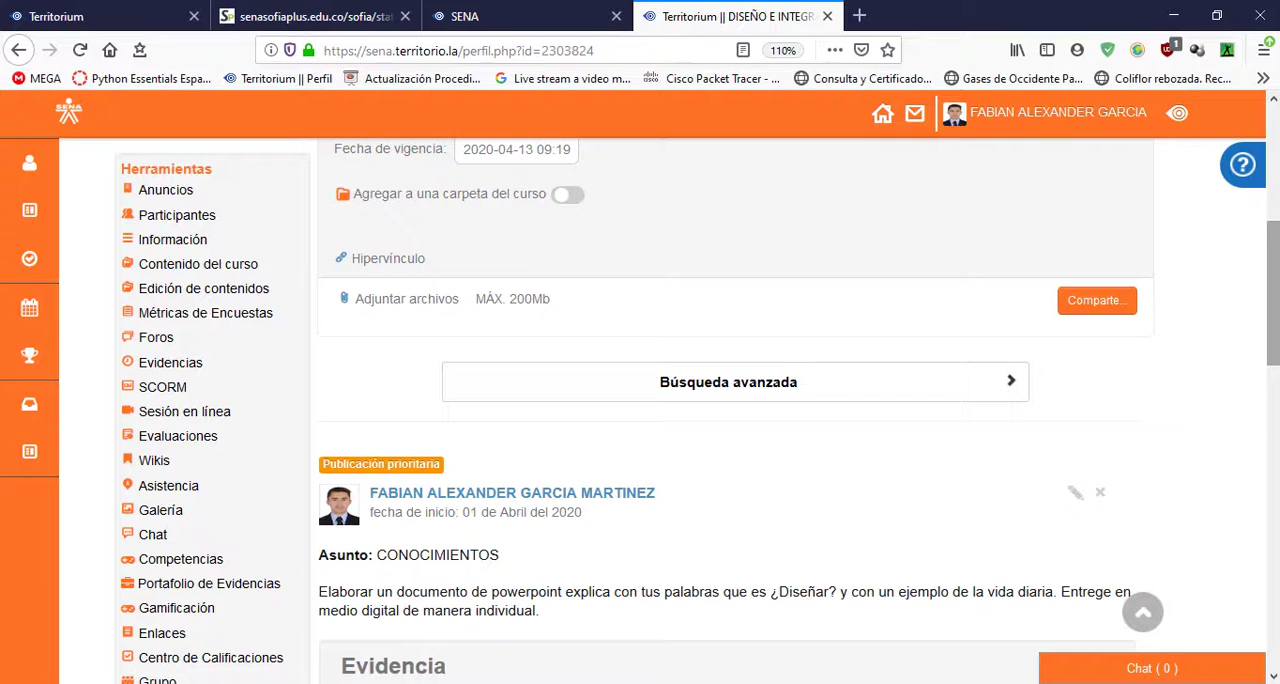 Territorium
senasofiaplus.edu.co/sofia/sta
SENA
Territorium || DISEÑO E INTEGR
https://sena.territorio.la/perfil.php?id=2303824
110%
MEGA
Python Essentials Espa...
Territorium || Perfil
Actualización Procedi...
Live stream a video m...
Cisco Packet Tracer - ...
Consulta y Certificado...
Gases de Occidente Pa...
Coliflor rebozada. Rec...
SENA
FABIAN ALEXANDER GARCIA
Herramientas
Anuncios
Participantes
Información
Contenido del curso
Edición de contenidos
Métricas de Encuestas
Foros
Evidencias
SCORM
Sesión en línea
Evaluaciones
Wikis
Asistencia
Galería
Chat
Competencias
Portafolio de Evidencias
Gamificación
Enlaces
Centro de Calificaciones
Grupo
Fecha de vigencia: 2020-04-13 09:19
Agregar a una carpeta del curso
Hipervínculo
Adjuntar archivos MÁX. 200Mb
Comparte...
Búsqueda avanzada
Publicación prioritaria
FABIAN ALEXANDER GARCIA MARTINEZ
fecha de inicio: 01 de Abril del 2020
Asunto: CONOCIMIENTOS
Elaborar un documento de powerpoint explica con tus palabras que es ¿Diseñar? y con un ejemplo de la vida diaria. Entrege en
medio digital de manera individual.
Evidencia
Chat ( 0 )